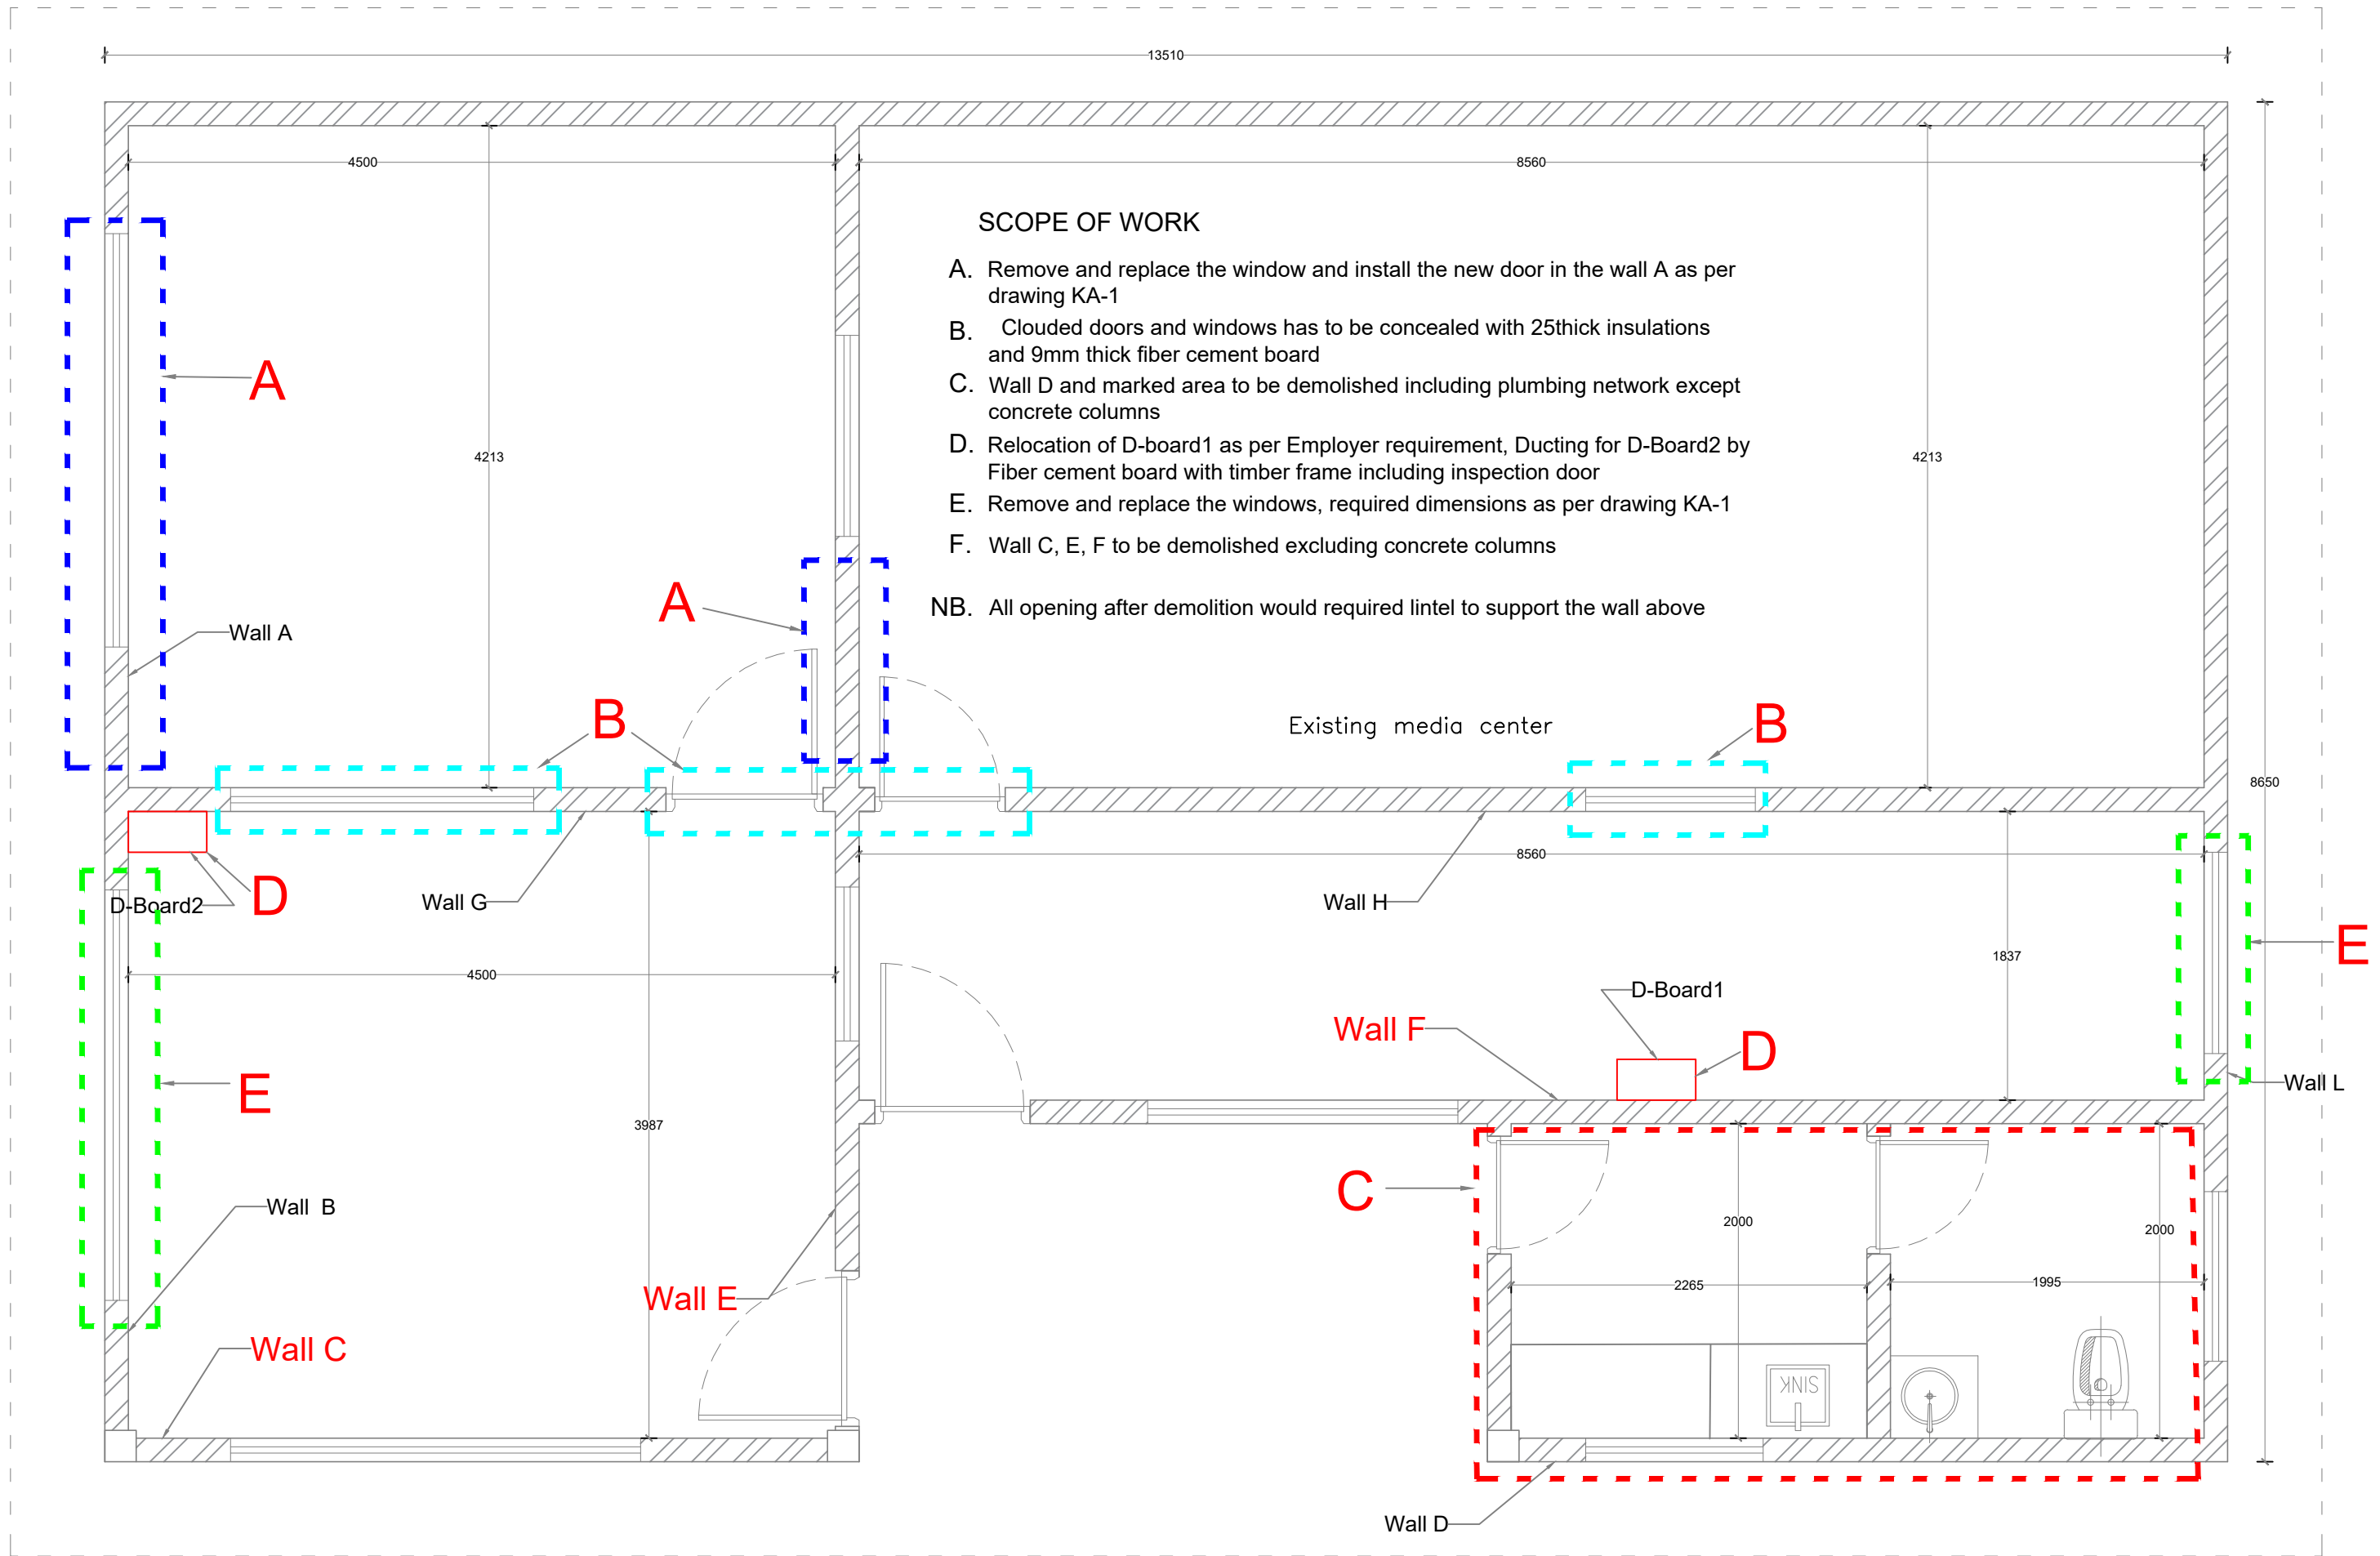 13510
4500
8560
SCOPE OF WORK
A. Remove and replace the window and install the new door in the wall A as per
drawing KA-1
B. Clouded doors and windows has to be concealed with 25thick insulations
and 9mm thick fiber cement board
C. Wall D and marked area to be demolished including plumbing network except
concrete columns
D. Relocation of D-board1 as per Employer requirement, Ducting for D-Board2 by
Fiber cement board with timber frame including inspection door
E. Remove and replace the windows, required dimensions as per drawing KA-1
F. Wall C, E, F to be demolished excluding concrete columns
NB. All opening after demolition would required lintel to support the wall above
A
4213
4213
A
Wall A
B
Existing media center
B
8650
8560
D
D-Board2
Wall G
Wall H
E
4500
1837
D-Board1
Wall F
D
E
Wall L
3987
C
Wall B
2000
2000
Wall E
2265
1995
Wall C
SINK
Wall D